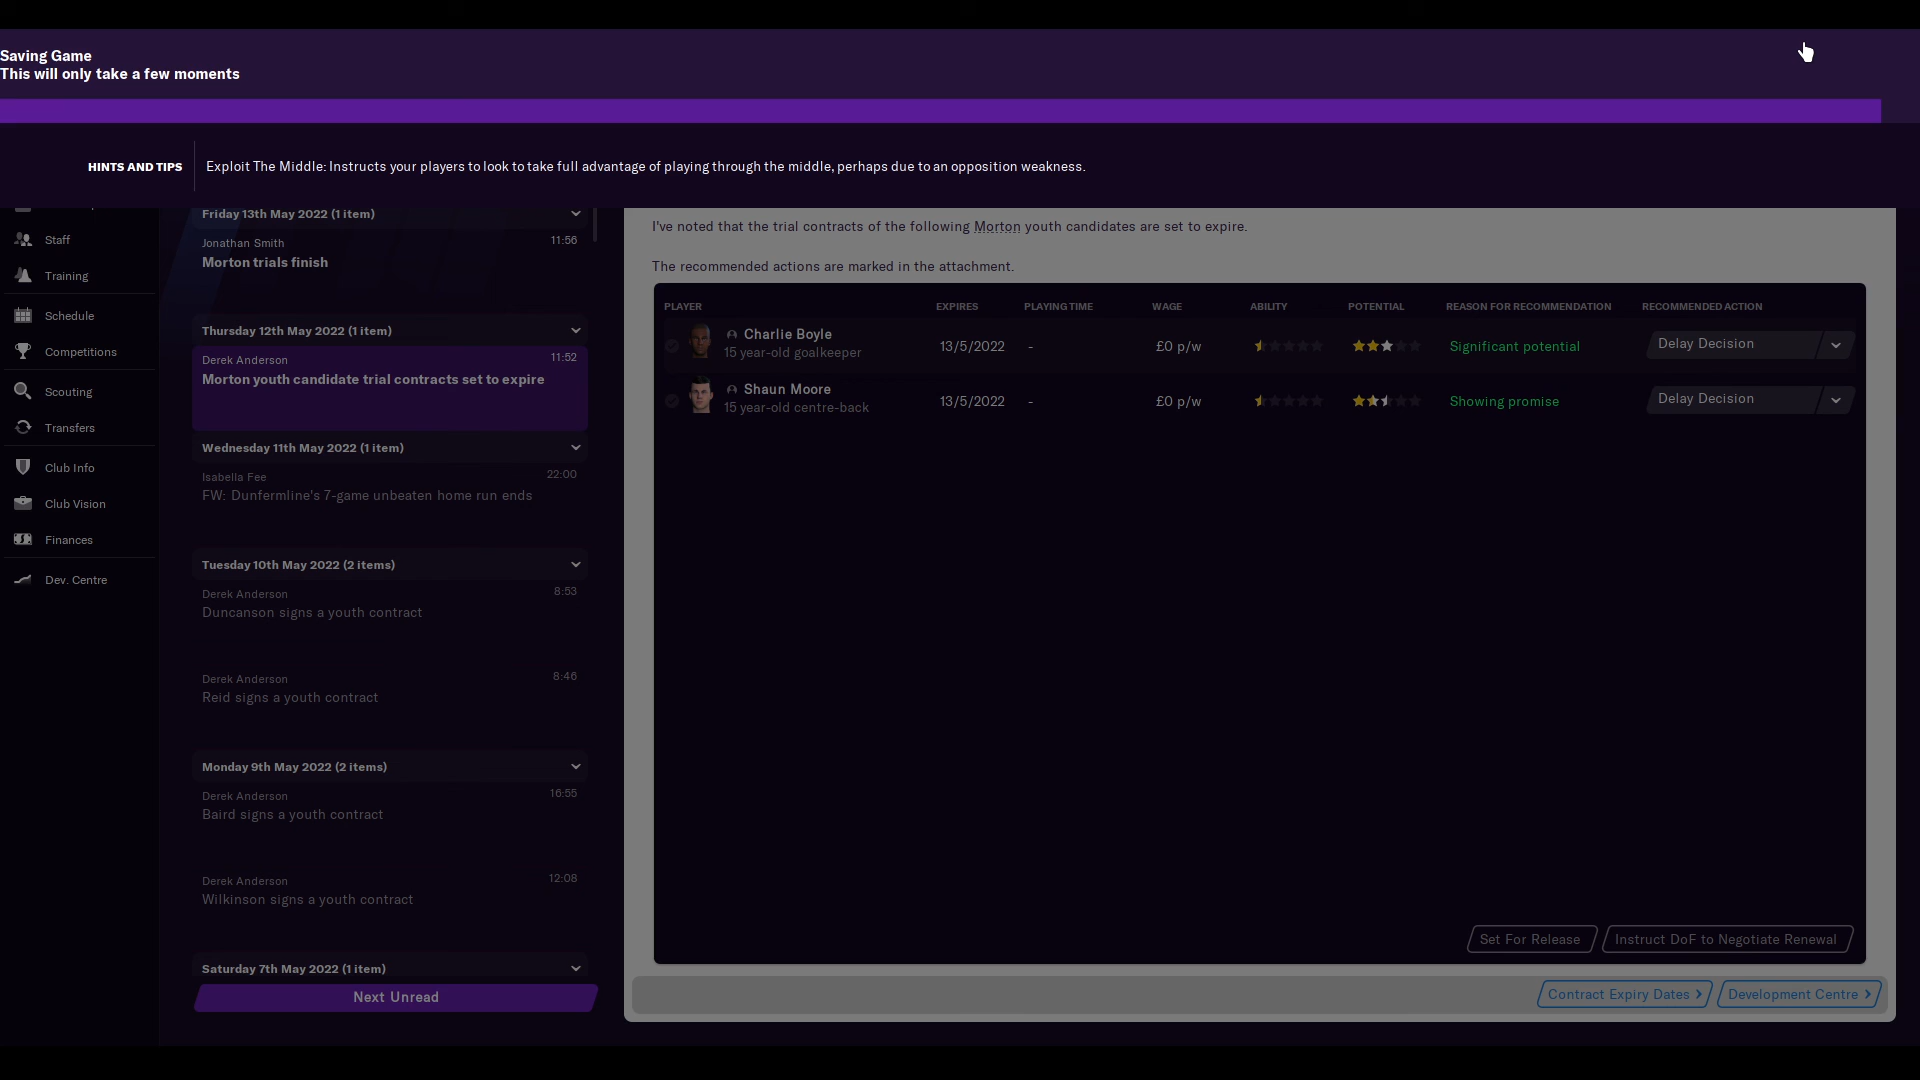 Saving Game
This will only take a few moments
HINTS AND TIPS
Exploit The Middle: Instructs your players to look to take full advantage of playing through the middle, perhaps due to an opposition weakness.
Staff
Training
Schedule
Competitions
Scouting
Transfers
Club Info
Club Vision
Finances
Dev. Centre
Friday 13th May 2022 (1 item)
Jonathan Smith 11:56
Morton trials finish
Thursday 12th May 2022 (1 item)
Derek Anderson 11:52
Morton youth candidate trial contracts set to expire
Wednesday 11th May 2022 (1 item)
Isabella Fee 22:00
FW: Dunfermline's 7-game unbeaten home run ends
Tuesday 10th May 2022 (2 items)
Derek Anderson 8:53
Duncanson signs a youth contract
Derek Anderson 8:46
Reid signs a youth contract
Monday 9th May 2022 (2 items)
Derek Anderson 16:55
Baird signs a youth contract
Derek Anderson 12:08
Wilkinson signs a youth contract
Saturday 7th May 2022 (1 item)
Next Unread
I've noted that the trial contracts of the following Morton youth candidates are set to expire.
The recommended actions are marked in the attachment.
PLAYER EXPIRES PLAYING TIME WAGE ABILITY POTENTIAL REASON FOR RECOMMENDATION RECOMMENDED ACTION
Charlie Boyle
15 year-old goalkeeper
13/5/2022 - £0 p/w Significant potential Delay Decision
Shaun Moore
15 year-old centre-back
13/5/2022 - £0 p/w Showing promise Delay Decision
Set For Release Instruct DoF to Negotiate Renewal
Contract Expiry Dates Development Centre